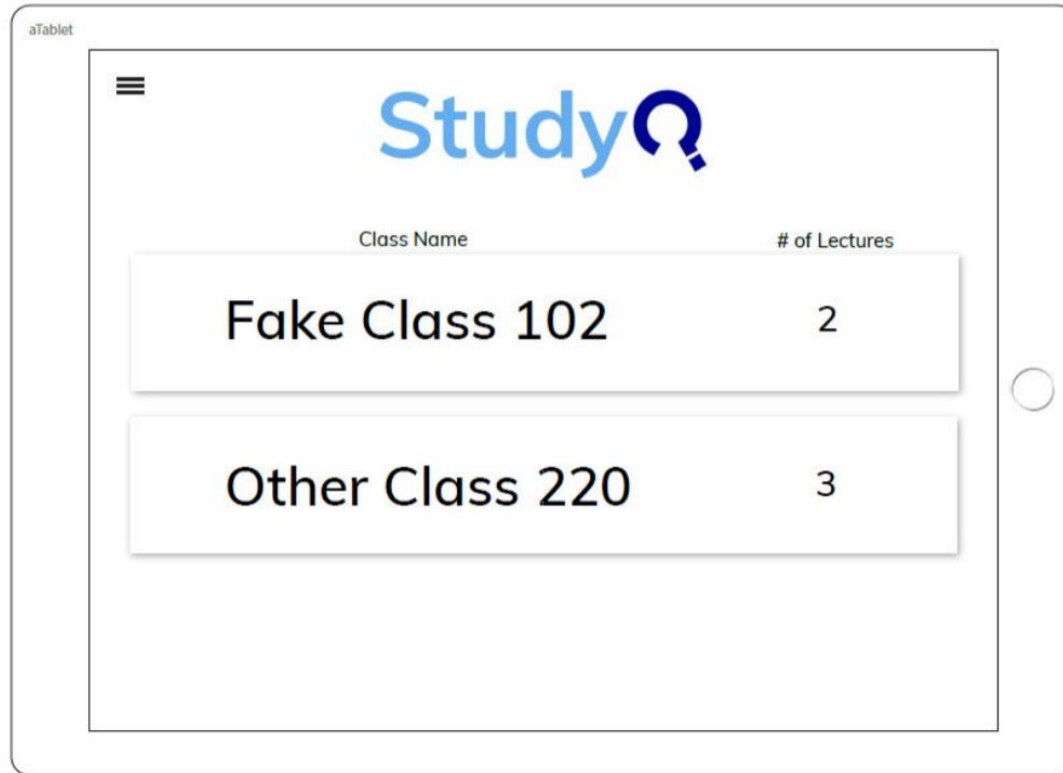 aTablet
StudyQ
Class Name # of Lectures
Fake Class 102 2
Other Class 220 3